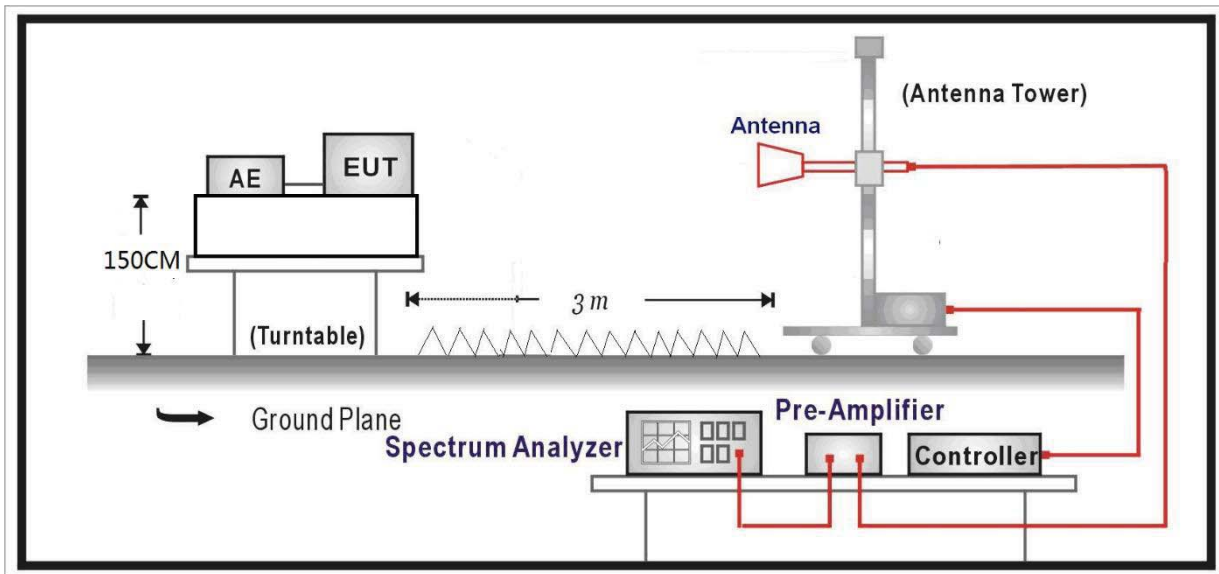 (Antenna Tower)
Antenna
EUT
AE
150CM
3 m
(Turntable)
Ground Plane
Pre-Amplifier
Spectrum Analyzer
Controller